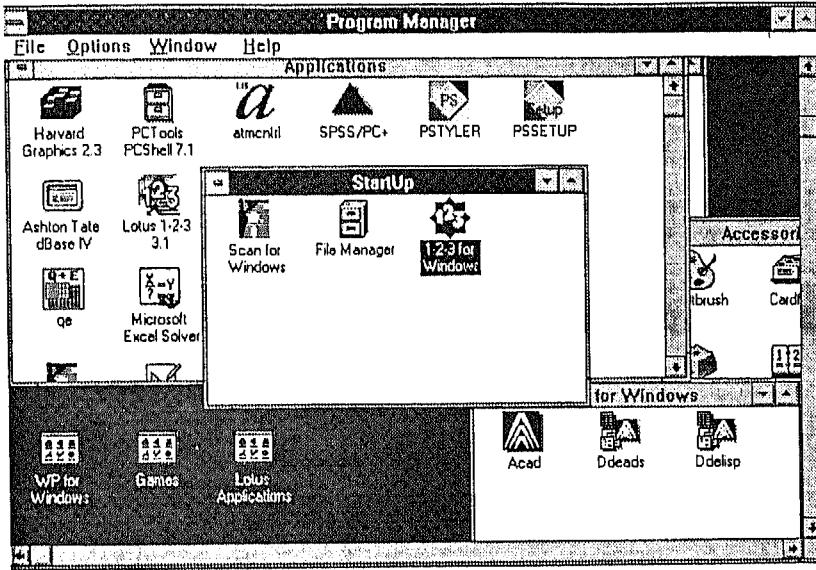 Program Manager
File Options Window Help
Applications
Harvard
Graphics 2.3
PCTools
PCShell 7.1
atmcntrl
SPSS/PC+
PS
PSTYLER
Setup
PSSETUP
Ashton Tate
dBase IV
Lotus 1-2-3
3.1
Q+E
qe
Microsoft
Excel Solver
StartUp
Scan for
Windows
File Manager
1-2-3 for
Windows
Accessori
tbrush
Cardf
WP for
Windows
Games
Lotus
Applications
for Windows
Acad
Ddeads
Ddelisp